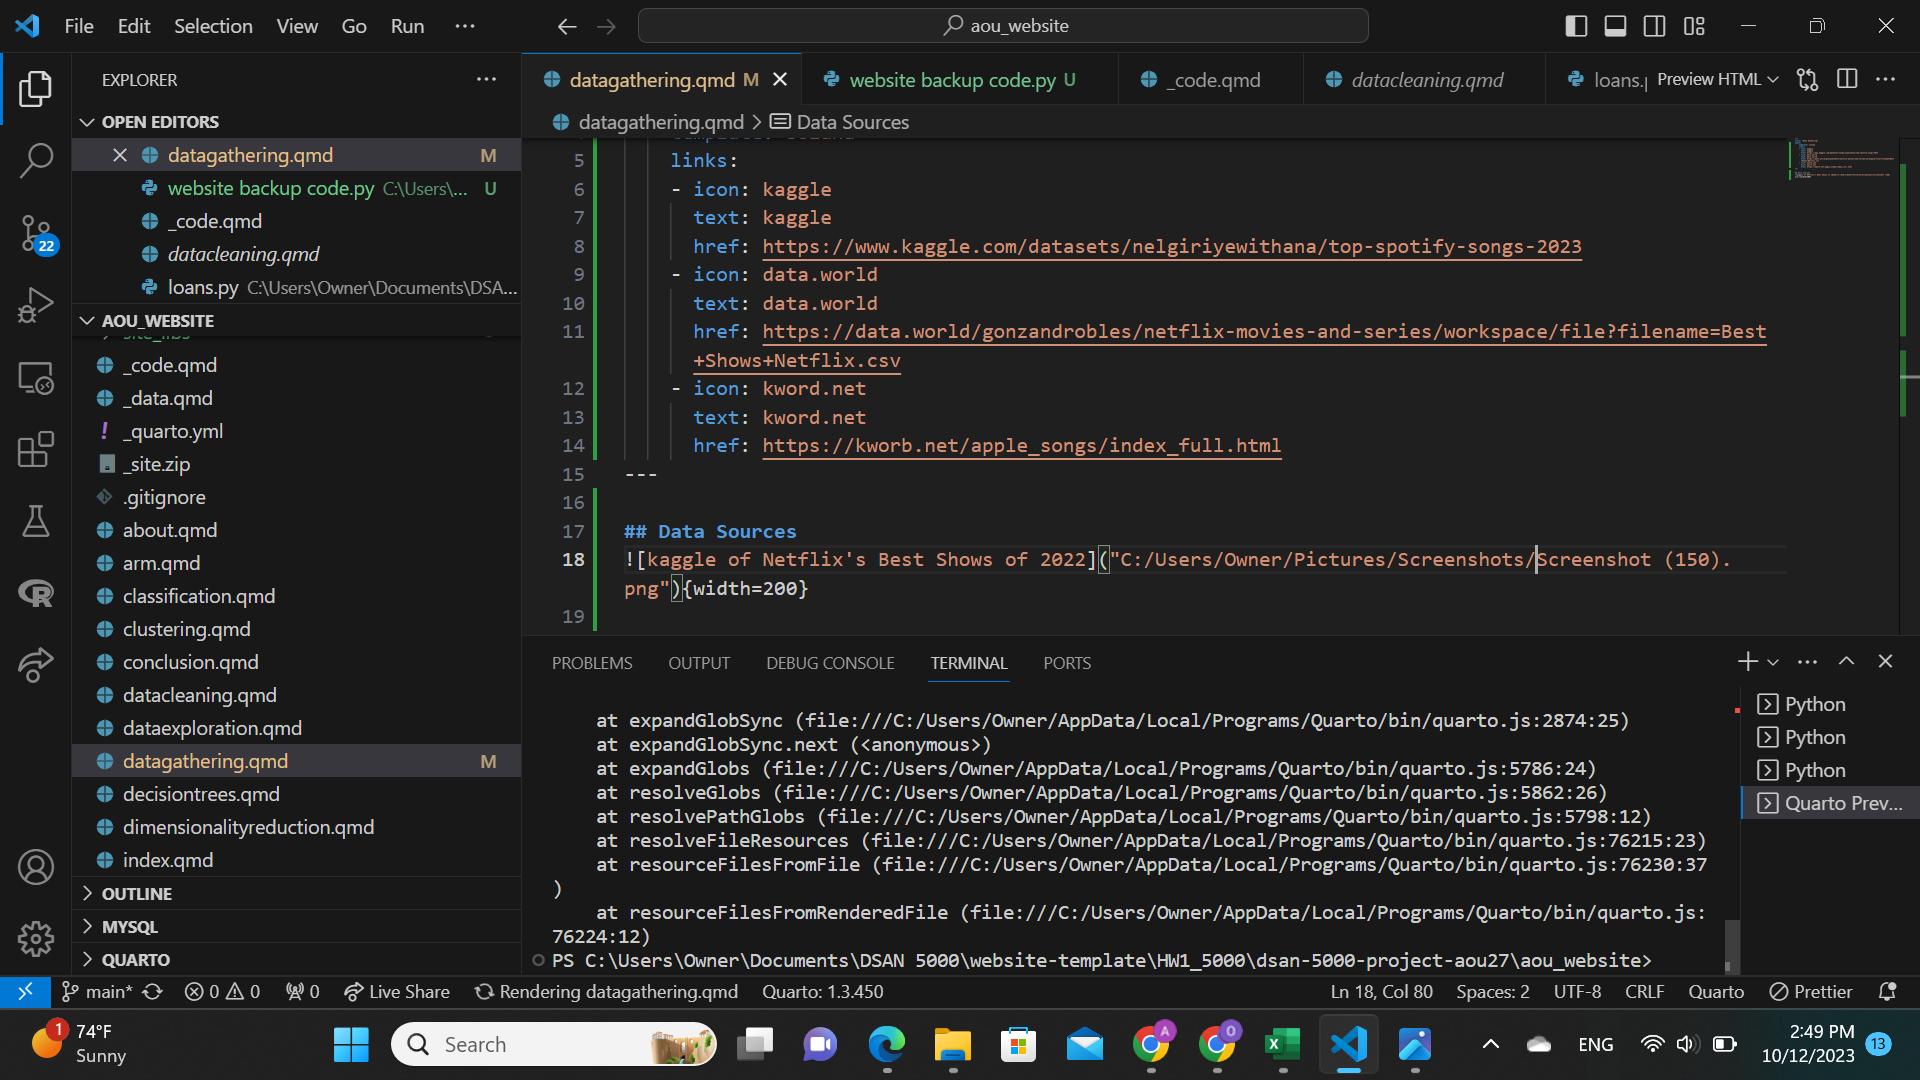 File Edit Selection View Go Run ···
aou_website
EXPLORER
OPEN EDITORS
datagathering.qmd M
website backup code.py C:\Users\... U
_code.qmd
datacleaning.qmd
loans.py C:\Users\Owner\Documents\DSA...
AOU_WEBSITE
site_libs
_code.qmd
_data.qmd
! _quarto.yml
_site.zip
.gitignore
about.qmd
arm.qmd
classification.qmd
clustering.qmd
conclusion.qmd
datacleaning.qmd
dataexploration.qmd
datagathering.qmd M
decisiontrees.qmd
dimensionalityreduction.qmd
index.qmd
OUTLINE
MYSQL
QUARTO
22
datagathering.qmd M
website backup code.py U
_code.qmd
datacleaning.qmd
loans.p
Preview HTML
datagathering.qmd > Data Sources
5 links:
6 - icon: kaggle
7 text: kaggle
8 href: https://www.kaggle.com/datasets/nelgiriyewithana/top-spotify-songs-2023
9 - icon: data.world
10 text: data.world
11 href: https://data.world/gonzandrobles/netflix-movies-and-series/workspace/file?filename=Best
+Shows+Netflix.csv
12 - icon: kword.net
13 text: kword.net
14 href: https://kworb.net/apple_songs/index_full.html
15 ---
16
17 ## Data Sources
18 ![kaggle of Netflix's Best Shows of 2022]("C:/Users/Owner/Pictures/Screenshots/Screenshot (150).
png"){width=200}
19
PROBLEMS OUTPUT DEBUG CONSOLE TERMINAL PORTS
at expandGlobSync (file:///C:/Users/Owner/AppData/Local/Programs/Quarto/bin/quarto.js:2874:25)
at expandGlobSync.next (<anonymous>)
at expandGlobs (file:///C:/Users/Owner/AppData/Local/Programs/Quarto/bin/quarto.js:5786:24)
at resolveGlobs (file:///C:/Users/Owner/AppData/Local/Programs/Quarto/bin/quarto.js:5862:26)
at resolvePathGlobs (file:///C:/Users/Owner/AppData/Local/Programs/Quarto/bin/quarto.js:5798:12)
at resolveFileResources (file:///C:/Users/Owner/AppData/Local/Programs/Quarto/bin/quarto.js:76215:23)
at resourceFilesFromFile (file:///C:/Users/Owner/AppData/Local/Programs/Quarto/bin/quarto.js:76230:37
)
at resourceFilesFromRenderedFile (file:///C:/Users/Owner/AppData/Local/Programs/Quarto/bin/quarto.js:
76224:12)
PS C:\Users\Owner\Documents\DSAN 5000\website-template\HW1_5000\dsan-5000-project-aou27\aou_website>
Python
Python
Python
Quarto Prev...
main* 0 0 0 Live Share Rendering datagathering.qmd Quarto: 1.3.450
Ln 18, Col 80 Spaces: 2 UTF-8 CRLF Quarto Prettier
1 74°F
Sunny
Search
A
O
ENG
2:49 PM
10/12/2023
13